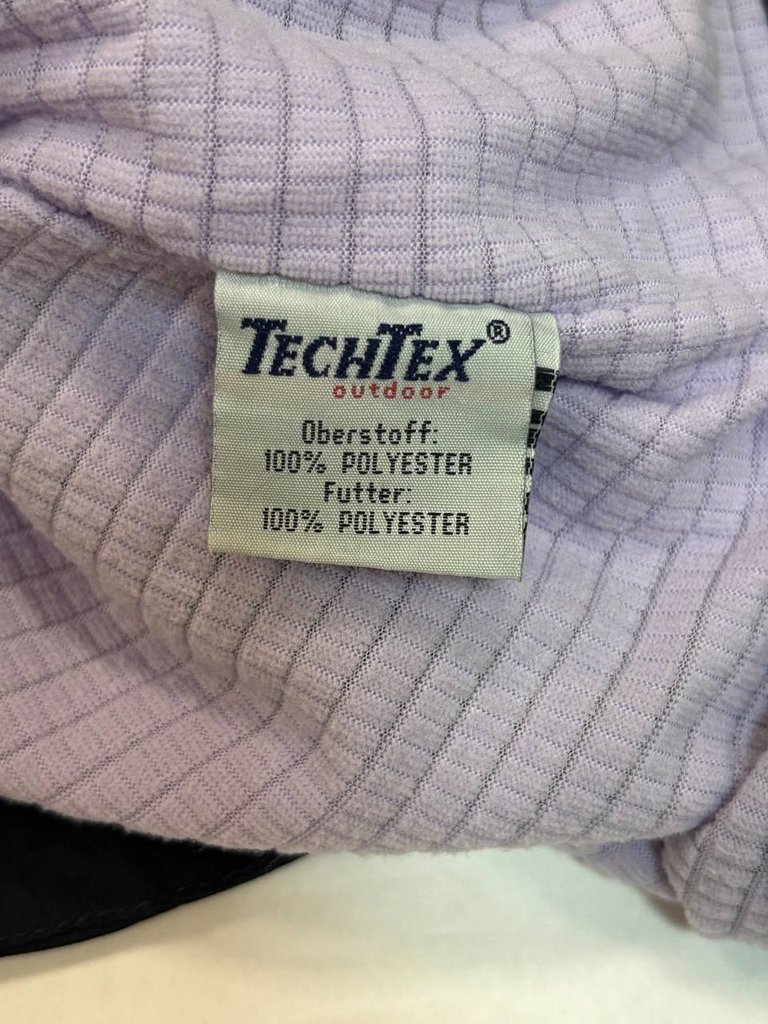 TECHTEX®
outdoor
Oberstoff:
100% POLYESTER
Futter:
100% POLYESTER